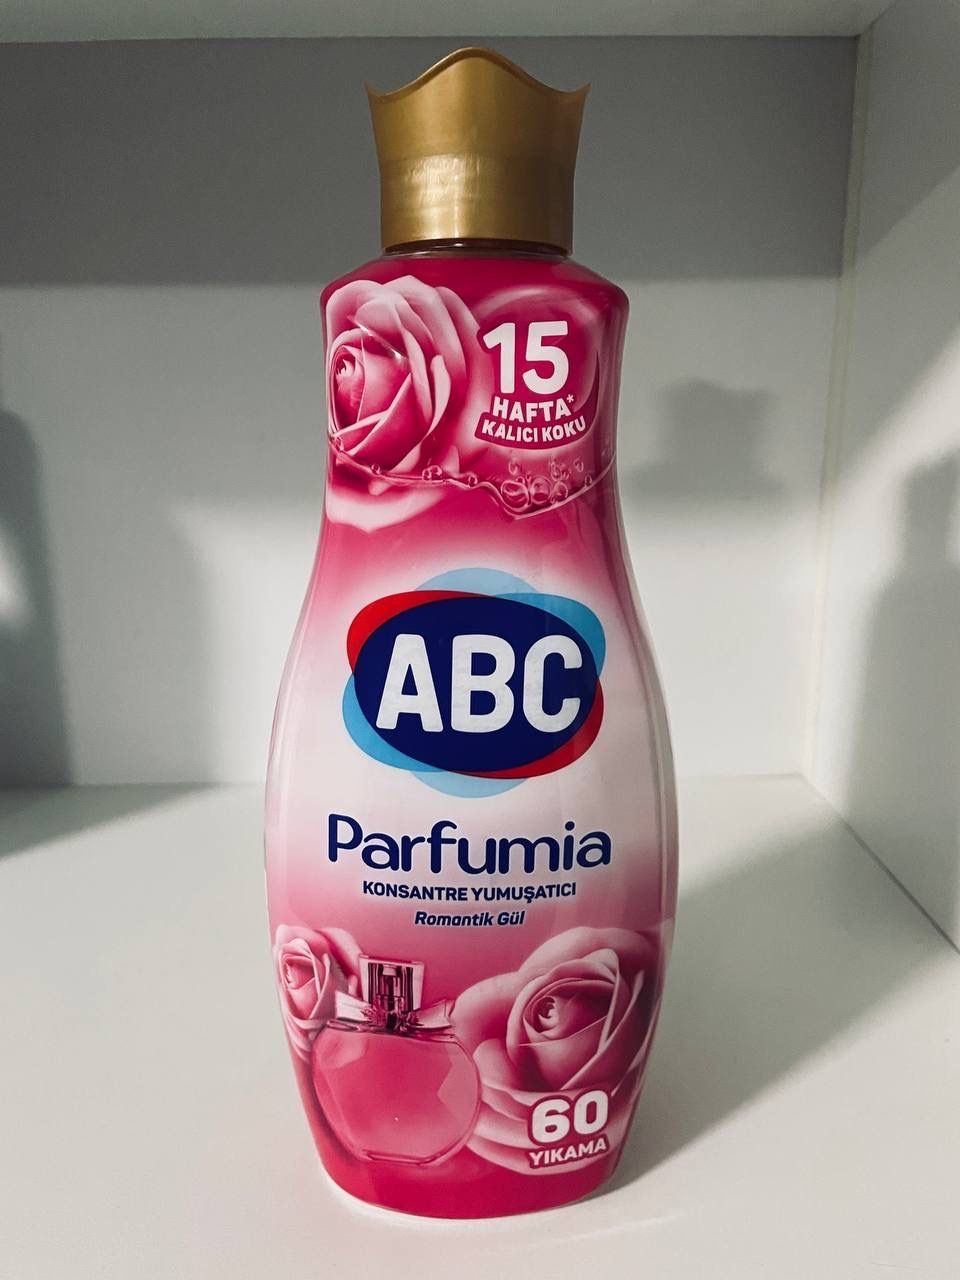 15
HAFTA*
KALICI KOKU
ABC
Parfumia
KONSANTRE YUMUŞATICI
Romantik Gül
60
YIKAMA